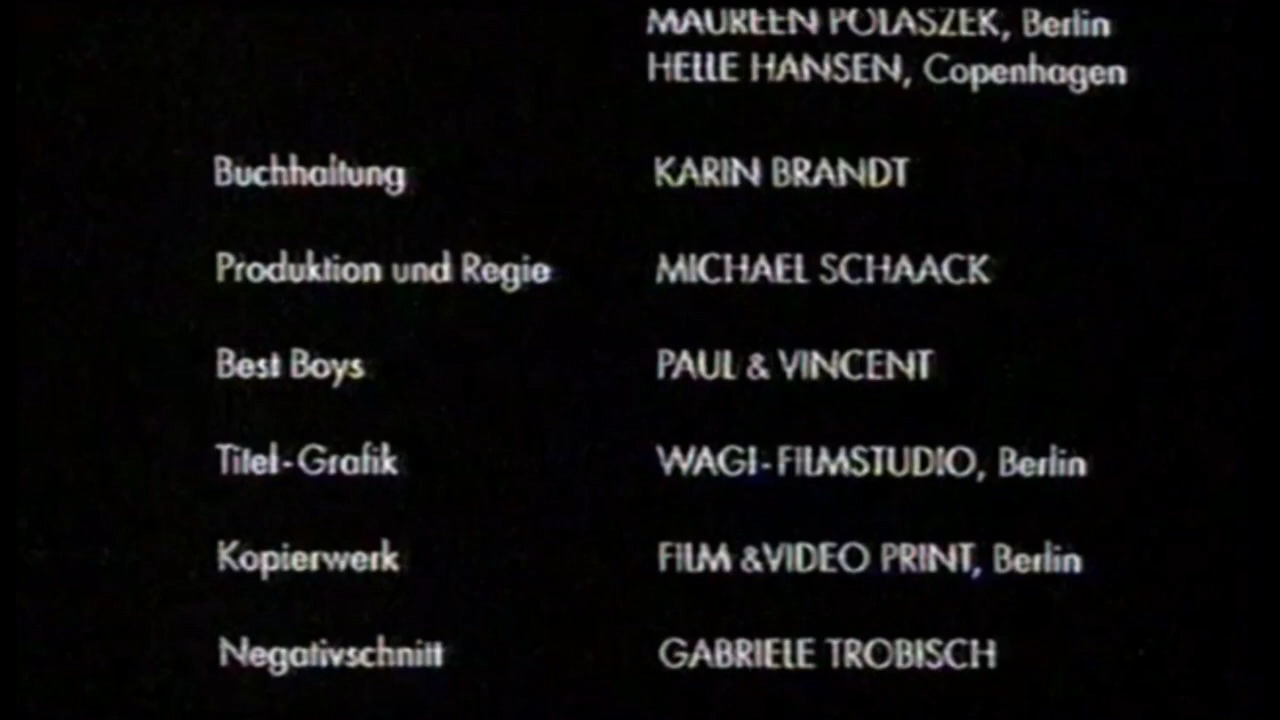 MAUREEN POLASZEK, Berlin
HELLE HANSEN, Copenhagen
Buchhaltung KARIN BRANDT
Produktion und Regie MICHAEL SCHAACK
Best Boys PAUL & VINCENT
Titel-Grafik WAGI-FILMSTUDIO, Berlin
Kopierwerk FILM &VIDEO PRINT, Berlin
Negativschnitt GABRIELE TROBISCH